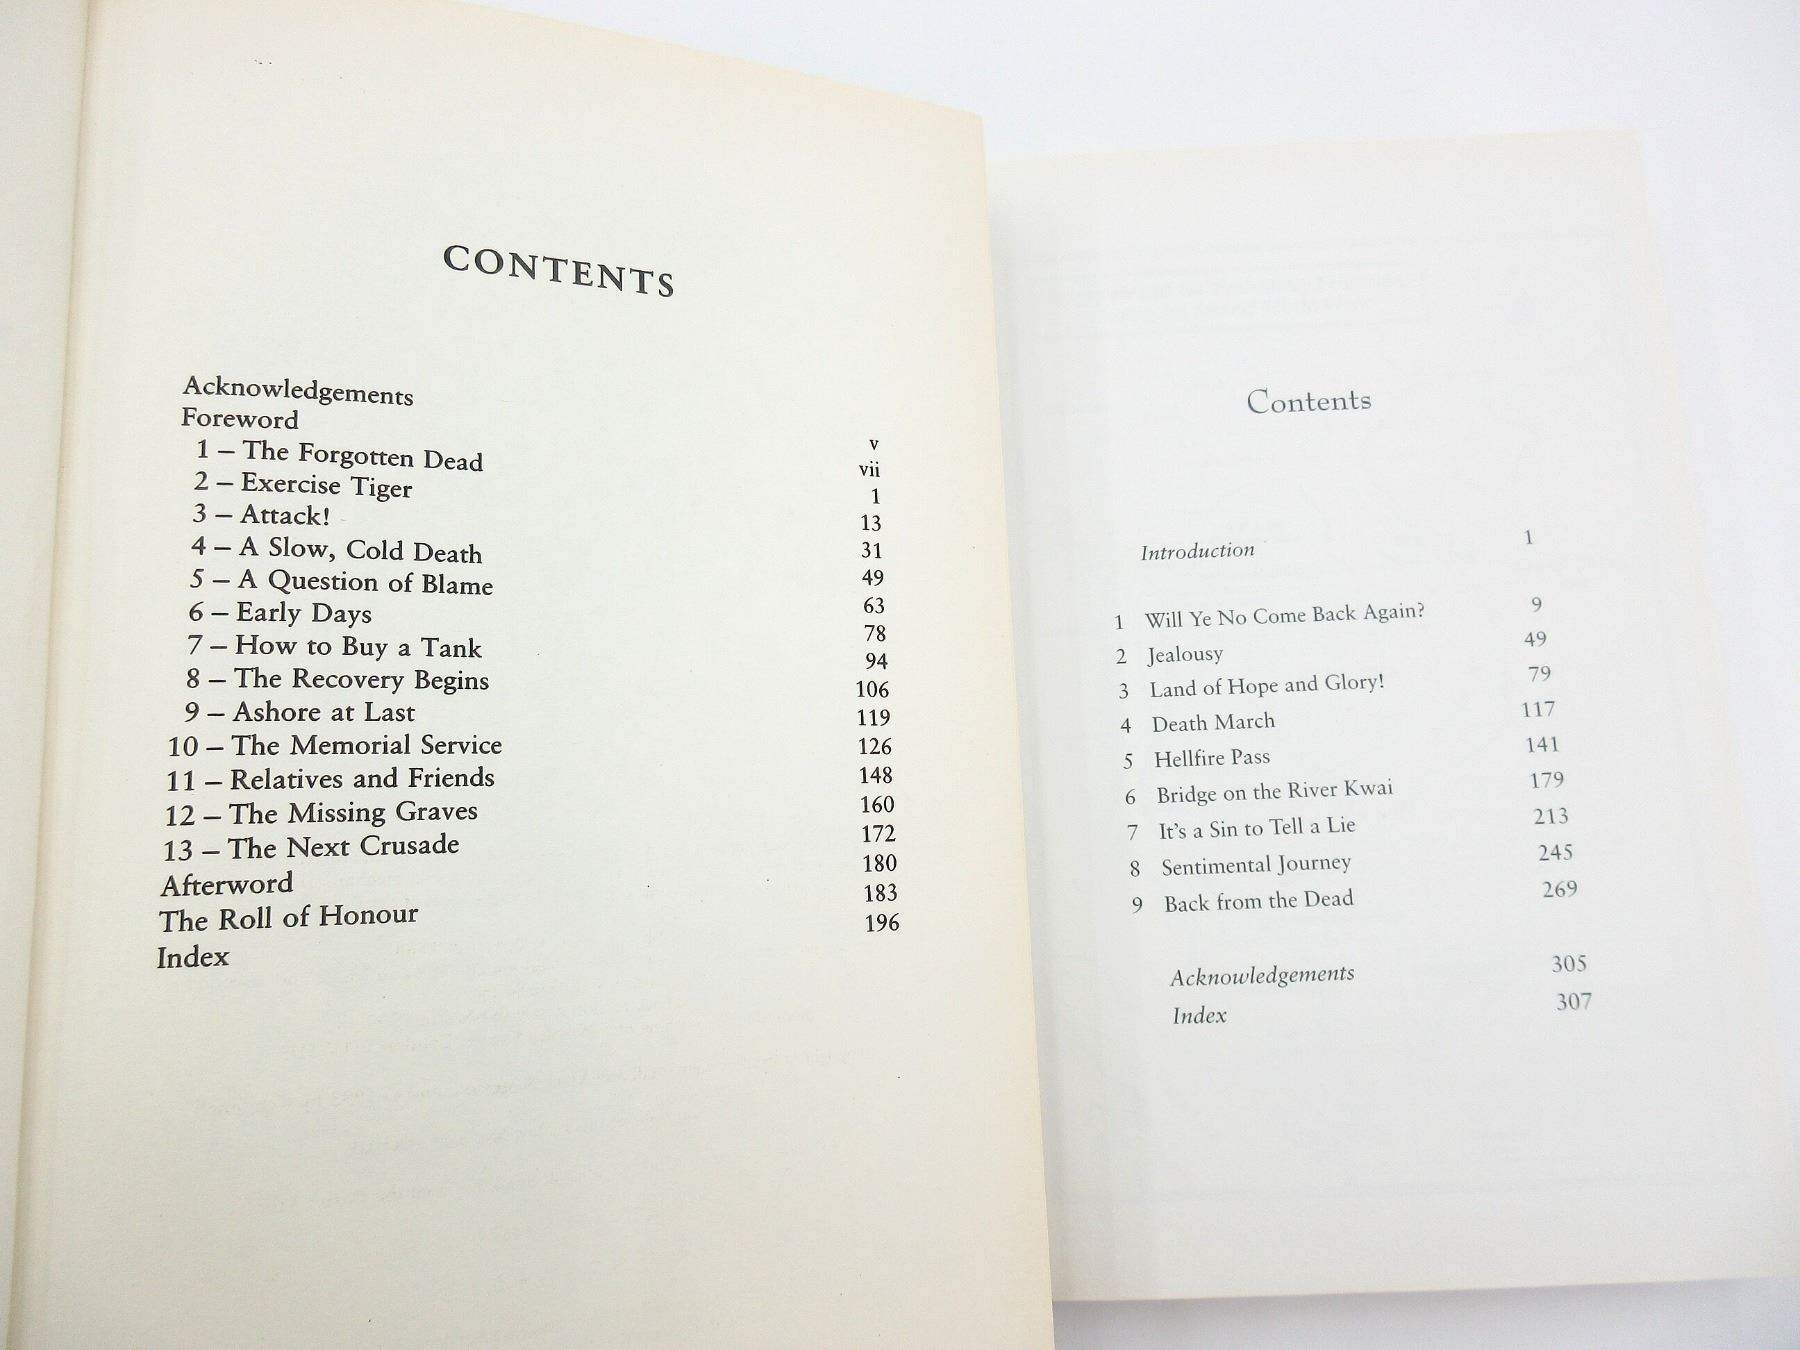 CONTENTS
Acknowledgements v
Foreword vii
1 – The Forgotten Dead 1
2 – Exercise Tiger 13
3 – Attack! 31
4 – A Slow, Cold Death 49
5 – A Question of Blame 63
6 – Early Days 78
7 – How to Buy a Tank 94
8 – The Recovery Begins 106
9 – Ashore at Last 119
10 – The Memorial Service 126
11 – Relatives and Friends 148
12 – The Missing Graves 160
13 – The Next Crusade 172
Afterword 180
The Roll of Honour 183
Index 196
Contents
Introduction 1
1 Will Ye No Come Back Again? 9
2 Jealousy 49
3 Land of Hope and Glory! 79
4 Death March 117
5 Hellfire Pass 141
6 Bridge on the River Kwai 179
7 It's a Sin to Tell a Lie 213
8 Sentimental Journey 245
9 Back from the Dead 269
Acknowledgements 305
Index 307